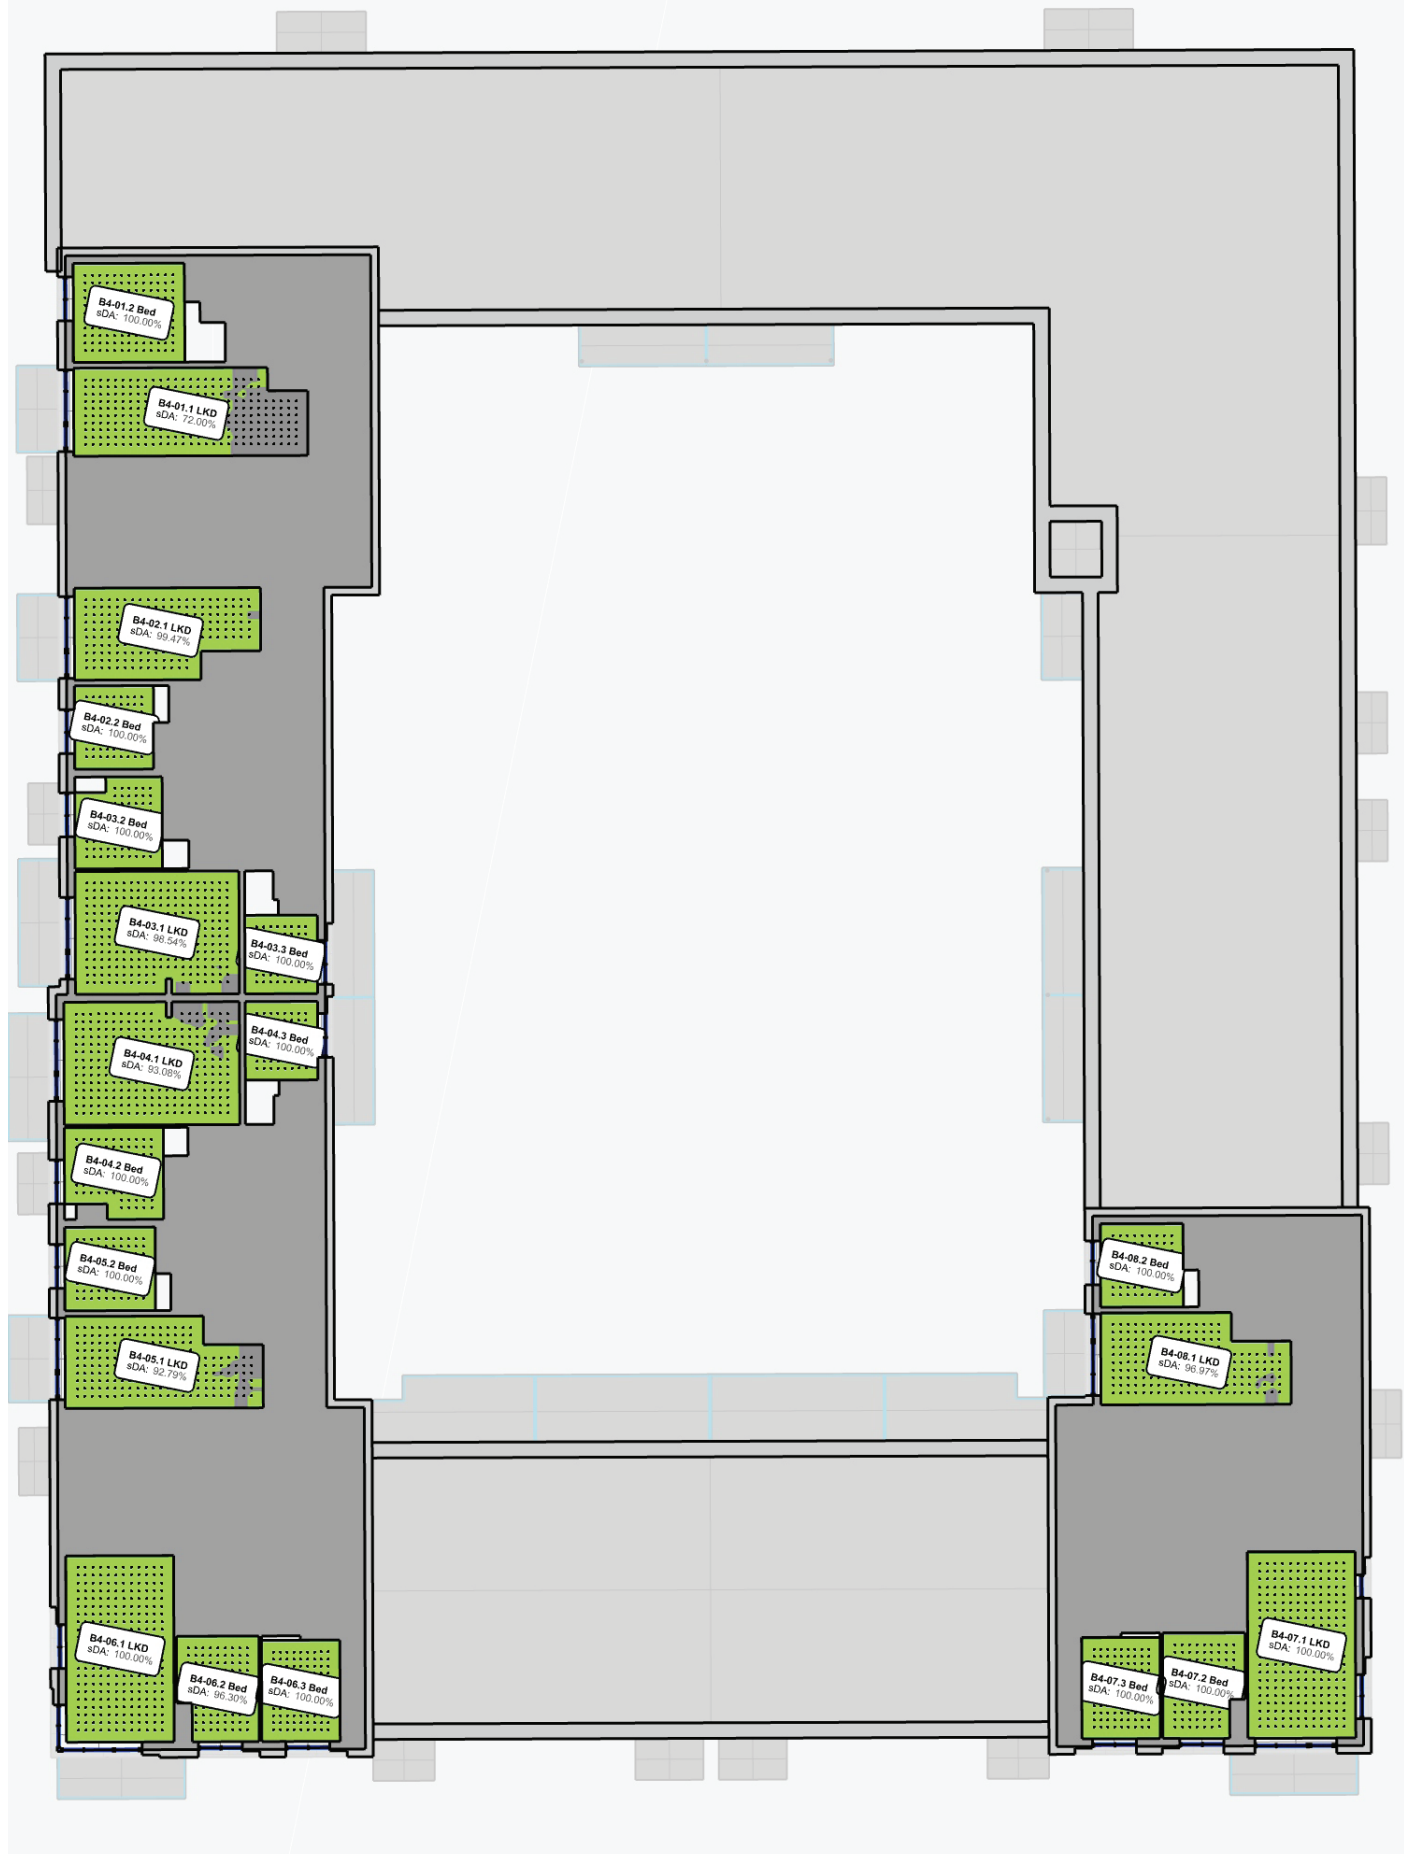 B4-01.2 Bed
sDA: 100.00%
B4-01.1 LKD
sDA: 72.00%
B4-02.1 LKD
sDA: 99.47%
B4-02.2 Bed
sDA: 100.00%
B4-03.2 Bed
sDA: 100.00%
B4-03.1 LKD
sDA: 96.54%
B4-03.3 Bed
sDA: 100.00%
B4-04.3 Bed
sDA: 100.00%
B4-04.1 LKD
sDA: 93.08%
B4-04.2 Bed
sDA: 100.00%
B4-05.2 Bed
sDA: 100.00%
B4-05.1 LKD
sDA: 92.79%
B4-08.2 Bed
sDA: 100.00%
B4-08.1 LKD
sDA: 96.97%
B4-06.1 LKD
sDA: 100.00%
B4-06.2 Bed
sDA: 96.30%
B4-06.3 Bed
sDA: 100.00%
B4-07.3 Bed
sDA: 100.00%
B4-07.2 Bed
sDA: 100.00%
B4-07.1 LKD
sDA: 100.00%